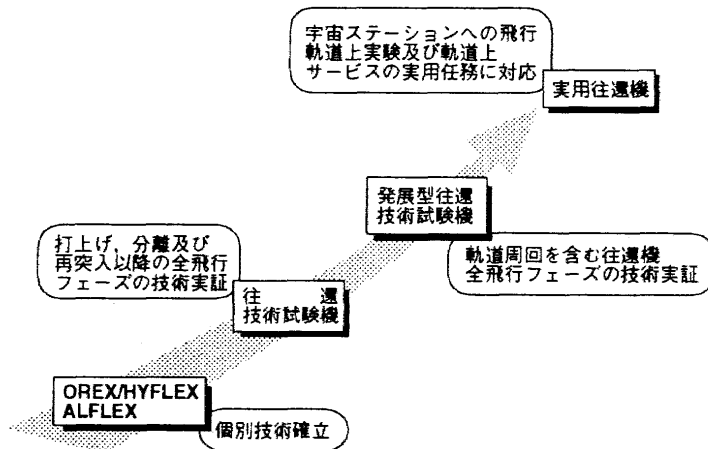 宇宙ステーションへの飛行
軌道上実験及び軌道上
サービスの実用任務に対応
実用往還機
発展型往還
技術試験機
打上げ，分離及び
再突入以降の全飛行
フェーズの技術実証
軌道周回を含む往還機
全飛行フェーズの技術実証
往　　還
技術試験機
OREX/HYFLEX
ALFLEX
個別技術確立